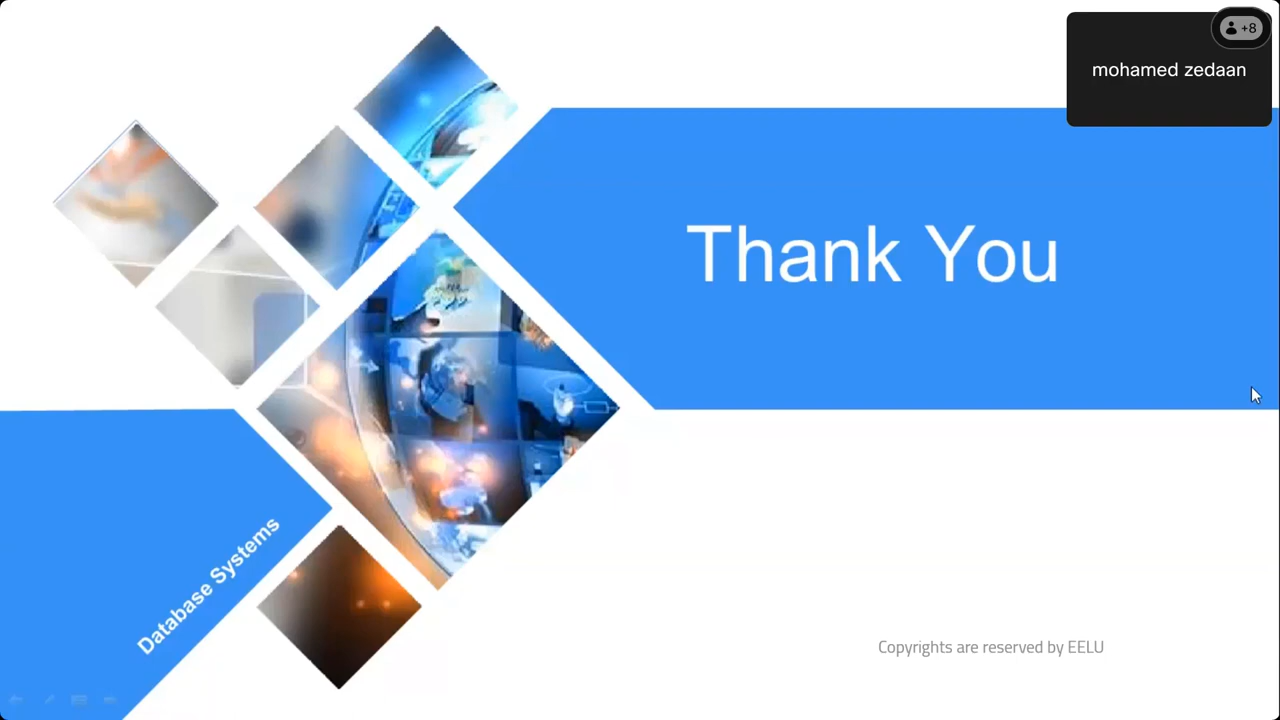 +8
mohamed zedaan
Thank You
Database Systems
Copyrights are reserved by EELU